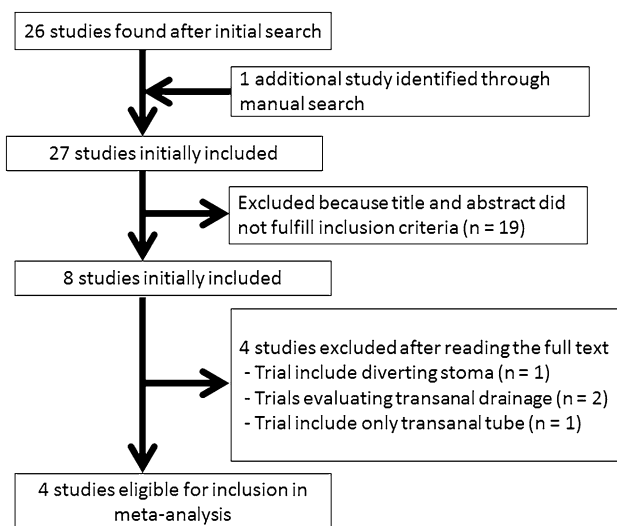 26 studies found after initial search
1 additional study identified through
manual search
27 studies initially included
Excluded because title and abstract did
not fulfill inclusion criteria (n = 19)
8 studies initially included
4 studies excluded after reading the full text
- Trial include diverting stoma (n = 1)
- Trials evaluating transanal drainage (n = 2)
- Trial include only transanal tube (n = 1)
4 studies eligible for inclusion in
meta-analysis